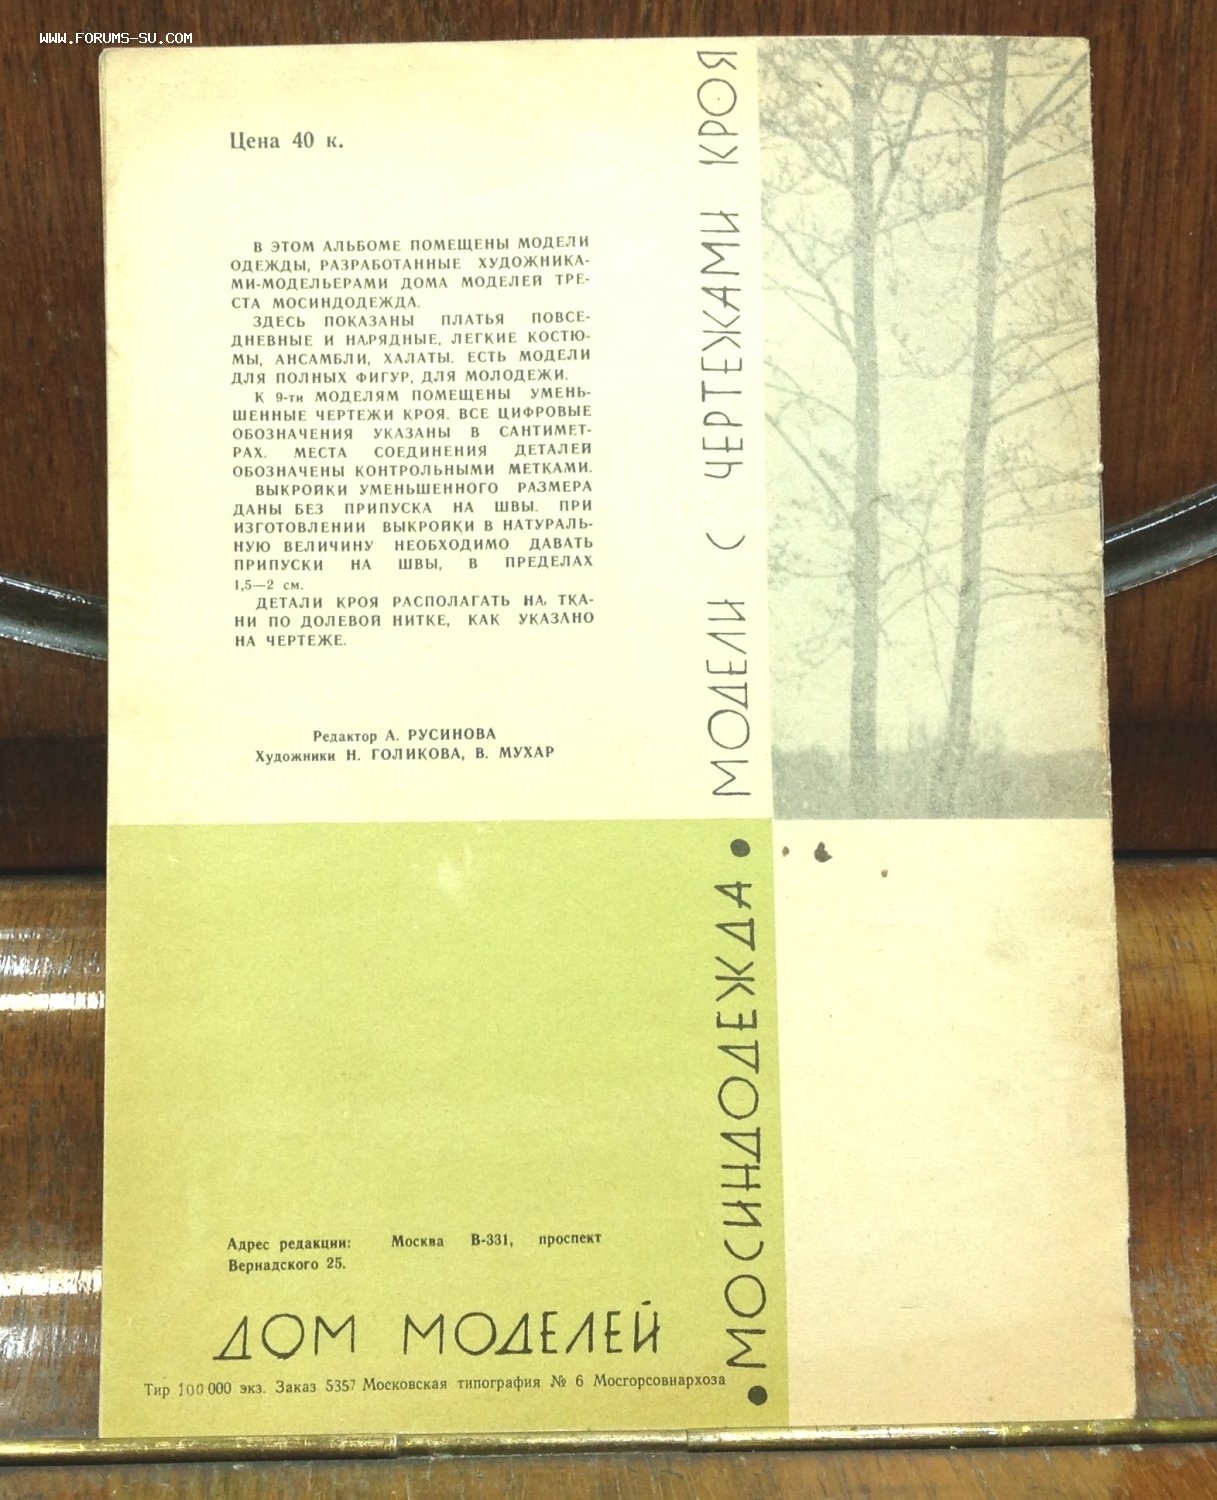 WWW.FORUMS-SU.COM
Цена 40 к.
В ЭТОМ АЛЬБОМЕ ПОМЕЩЕНЫ МОДЕЛИ
ОДЕЖДЫ, РАЗРАБОТАННЫЕ ХУДОЖНИКА-
МИ-МОДЕЛЬЕРАМИ ДОМА МОДЕЛЕЙ ТРЕ-
СТА МОСИНДОДЕЖДА.
ЗДЕСЬ ПОКАЗАНЫ ПЛАТЬЯ ПОВСЕ-
ДНЕВНЫЕ И НАРЯДНЫЕ, ЛЕГКИЕ КОСТЮ-
МЫ, АНСАМБЛИ, ХАЛАТЫ. ЕСТЬ МОДЕЛИ
ДЛЯ ПОЛНЫХ ФИГУР, ДЛЯ МОЛОДЕЖИ.
К 9-ти МОДЕЛЯМ ПОМЕЩЕНЫ УМЕНЬ-
ШЕННЫЕ ЧЕРТЕЖИ КРОЯ. ВСЕ ЦИФРОВЫЕ
ОБОЗНАЧЕНИЯ УКАЗАНЫ В САНТИМЕТ-
РАХ. МЕСТА СОЕДИНЕНИЯ ДЕТАЛЕЙ
ОБОЗНАЧЕНЫ КОНТРОЛЬНЫМИ МЕТКАМИ.
ВЫКРОЙКИ УМЕНЬШЕННОГО РАЗМЕРА
ДАНЫ БЕЗ ПРИПУСКА НА ШВЫ. ПРИ
ИЗГОТОВЛЕНИИ ВЫКРОЙКИ В НАТУРАЛЬ-
НУЮ ВЕЛИЧИНУ НЕОБХОДИМО ДАВАТЬ
ПРИПУСКИ НА ШВЫ, В ПРЕДЕЛАХ
1,5—2 см.
ДЕТАЛИ КРОЯ РАСПОЛАГАТЬ НА ТКА-
НИ ПО ДОЛЕВОЙ НИТКЕ, КАК УКАЗАНО
НА ЧЕРТЕЖЕ.
Редактор А. РУСИНОВА
Художники Н. ГОЛИКОВА, В. МУХАР
• МОСИНДОДЕЖДА • МОДЕЛИ С ЧЕРТЕЖАМИ КРОЯ
Адрес редакции: Москва В-331, проспект
Вернадского 25.
ДОМ МОДЕЛЕЙ
Тир 100 000 экз. Заказ 5357 Московская типография № 6 Мосгорсовнархоза